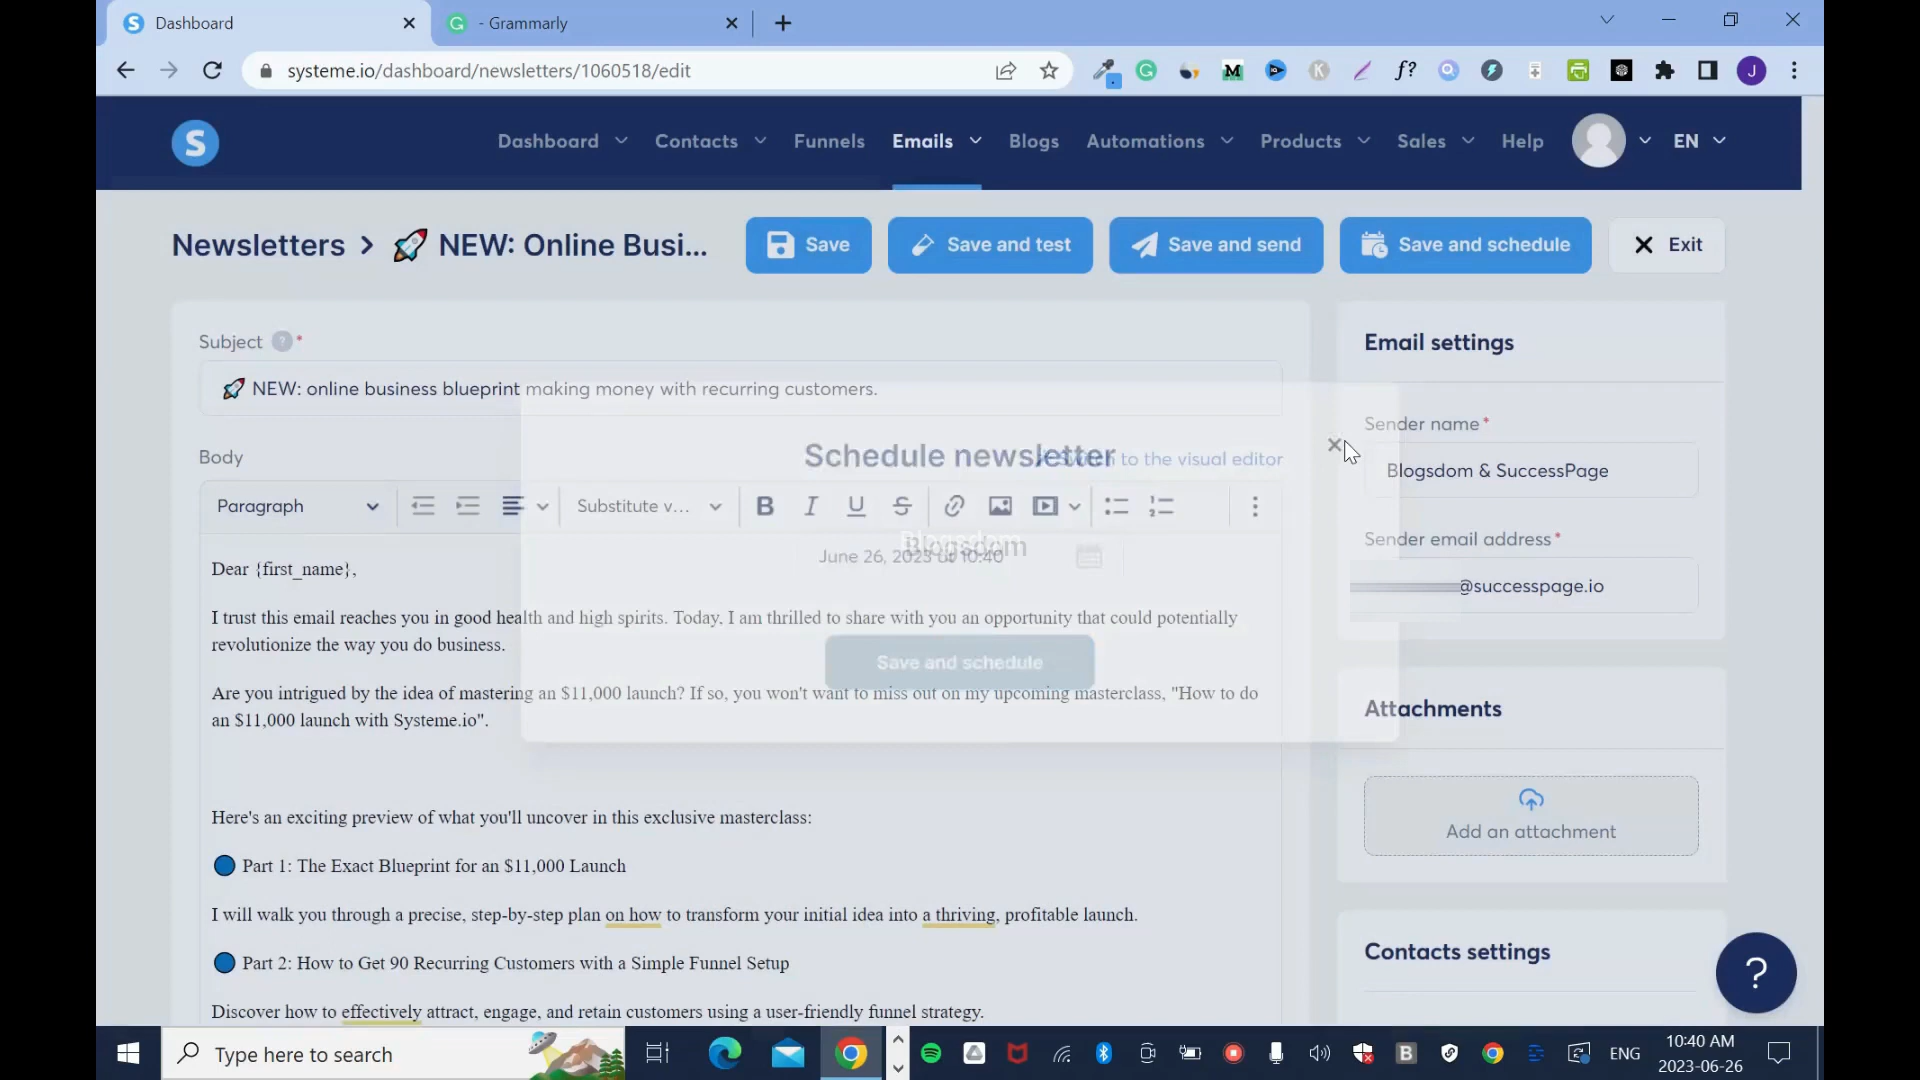 Dashboard
G - Grammarly
systeme.io/dashboard/newsletters/1060518/edit
M
K
f?
J
S
Dashboard
Contacts
Funnels
Emails
Blogs
Automations
Products
Sales
Help
EN
Newsletters > 🚀 NEW: Online Busi...
Save
Save and test
Save and send
Save and schedule
Exit
Subject ? *
🚀 NEW: online business blueprint making money with recurring customers.
Body
Switch to the visual editor
Schedule newsletter
Paragraph
Substitute v...
B I U S
Blogsdom
Blogsdom
June 26, 2023 at 10:40
Save and schedule
Dear {first_name},
I trust this email reaches you in good health and high spirits. Today, I am thrilled to share with you an opportunity that could potentially
revolutionize the way you do business.
Are you intrigued by the idea of mastering an $11,000 launch? If so, you won't want to miss out on my upcoming masterclass, "How to do
an $11,000 launch with Systeme.io".
Here's an exciting preview of what you'll uncover in this exclusive masterclass:
🔵 Part 1: The Exact Blueprint for an $11,000 Launch
I will walk you through a precise, step-by-step plan on how to transform your initial idea into a thriving, profitable launch.
🔵 Part 2: How to Get 90 Recurring Customers with a Simple Funnel Setup
Discover how to effectively attract, engage, and retain customers using a user-friendly funnel strategy.
Email settings
Sender name *
Blogsdom & SuccessPage
Sender email address *
@successpage.io
Attachments
Add an attachment
Contacts settings
?
Type here to search
B
ENG
10:40 AM
2023-06-26